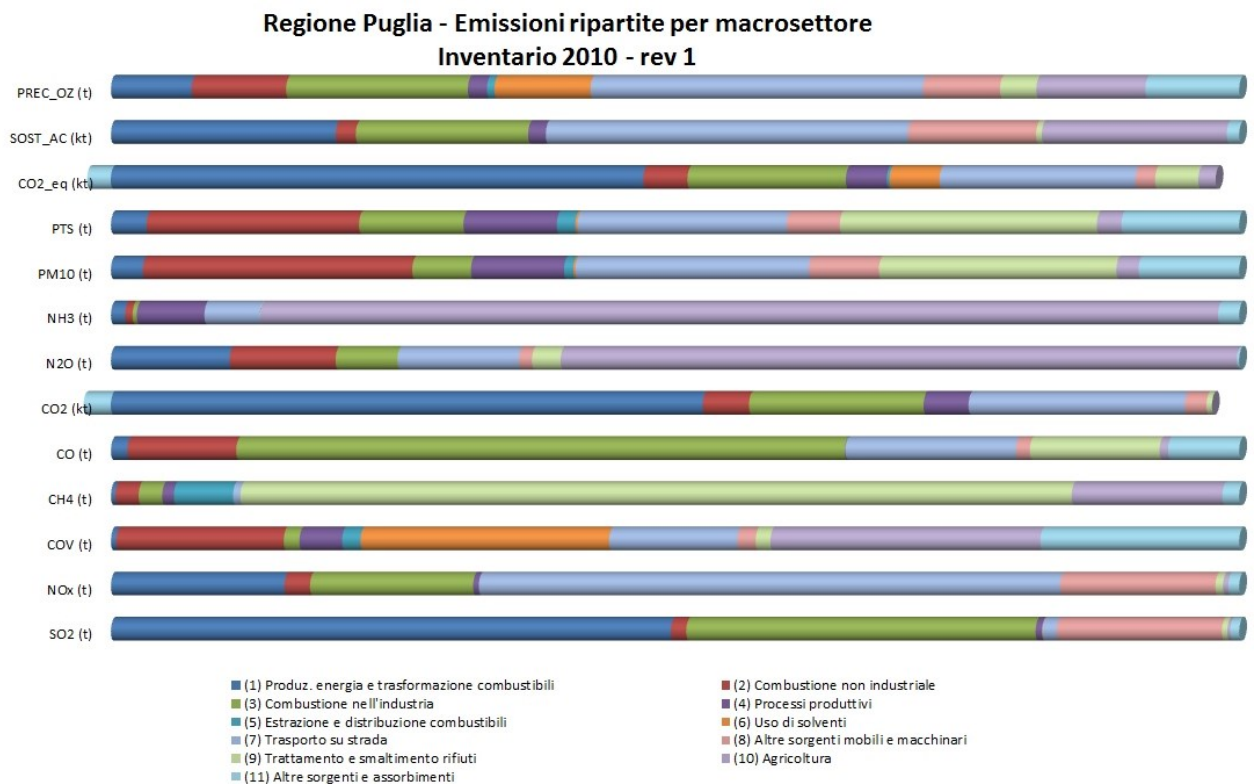 Regione Puglia - Emissioni ripartite per macrosettore
Inventario 2010 - rev 1
PREC_OZ (t)
SOST_AC (kt)
CO2_eq (kt)
PTS (t)
PM10 (t)
NH3 (t)
N2O (t)
CO2 (kt)
CO (t)
CH4 (t)
COV (t)
NOx (t)
SO2 (t)
(1) Produz. energia e trasformazione combustibili
(2) Combustione non industriale
(3) Combustione nell'industria
(4) Processi produttivi
(5) Estrazione e distribuzione combustibili
(6) Uso di solventi
(7) Trasporto su strada
(8) Altre sorgenti mobili e macchinari
(9) Trattamento e smaltimento rifiuti
(10) Agricoltura
(11) Altre sorgenti e assorbimenti